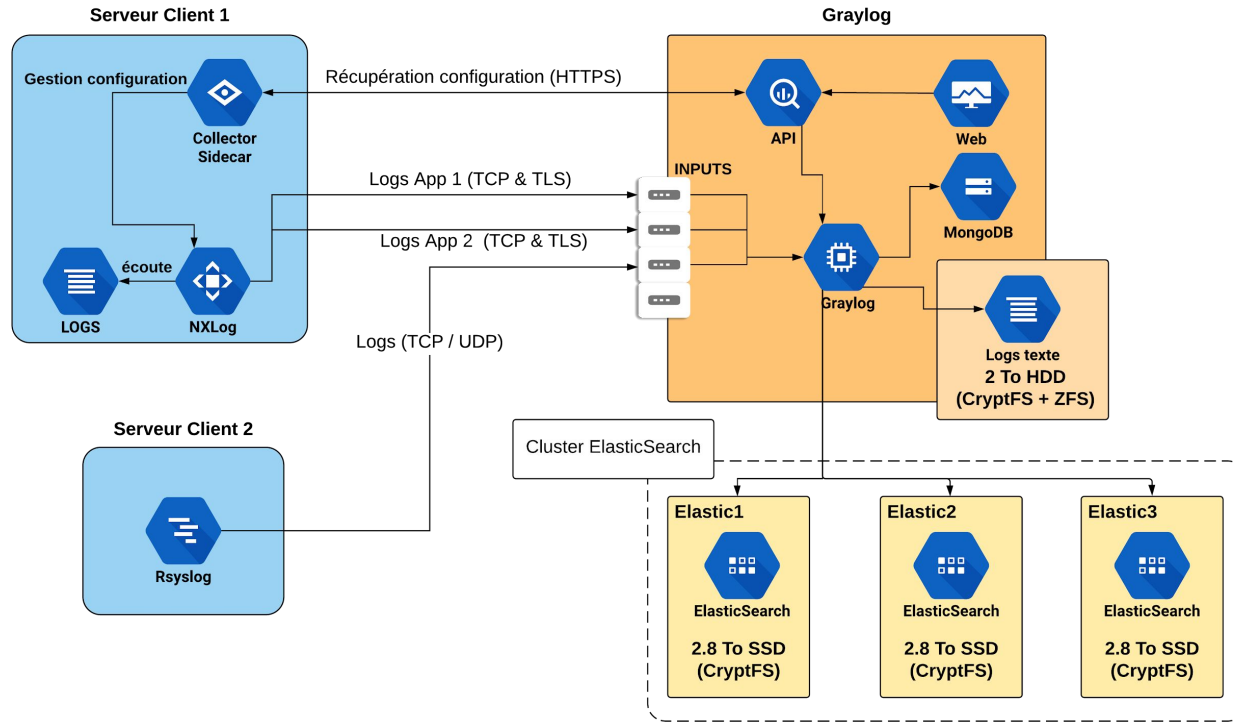 Serveur Client 1
Graylog
Gestion configuration
Récupération configuration (HTTPS)
Collector
Sidecar
API
Web
INPUTS
Logs App 1 (TCP & TLS)
Logs App 2  (TCP & TLS)
MongoDB
écoute
LOGS
NXLog
Graylog
Logs (TCP / UDP)
Logs texte
2 To HDD
(CryptFS + ZFS)
Serveur Client 2
Cluster ElasticSearch
Rsyslog
Elastic1
ElasticSearch
2.8 To SSD
(CryptFS)
Elastic2
ElasticSearch
2.8 To SSD
(CryptFS)
Elastic3
ElasticSearch
2.8 To SSD
(CryptFS)